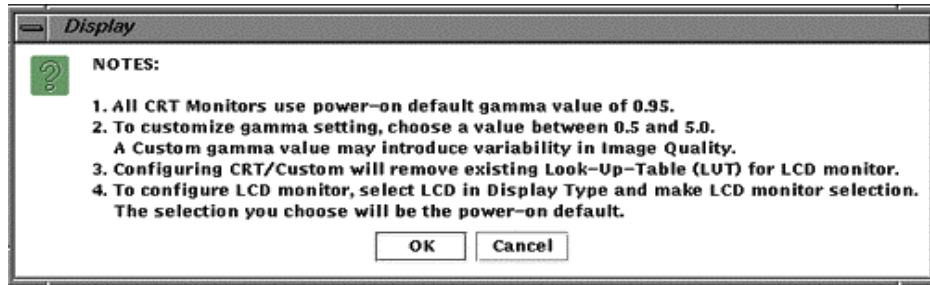 Display
NOTES:
1. All CRT Monitors use power-on default gamma value of 0.95.
2. To customize gamma setting, choose a value between 0.5 and 5.0.
A Custom gamma value may introduce variability in Image Quality.
3. Configuring CRT/Custom will remove existing Look-Up-Table (LUT) for LCD monitor.
4. To configure LCD monitor, select LCD in Display Type and make LCD monitor selection.
The selection you choose will be the power-on default.
OK Cancel